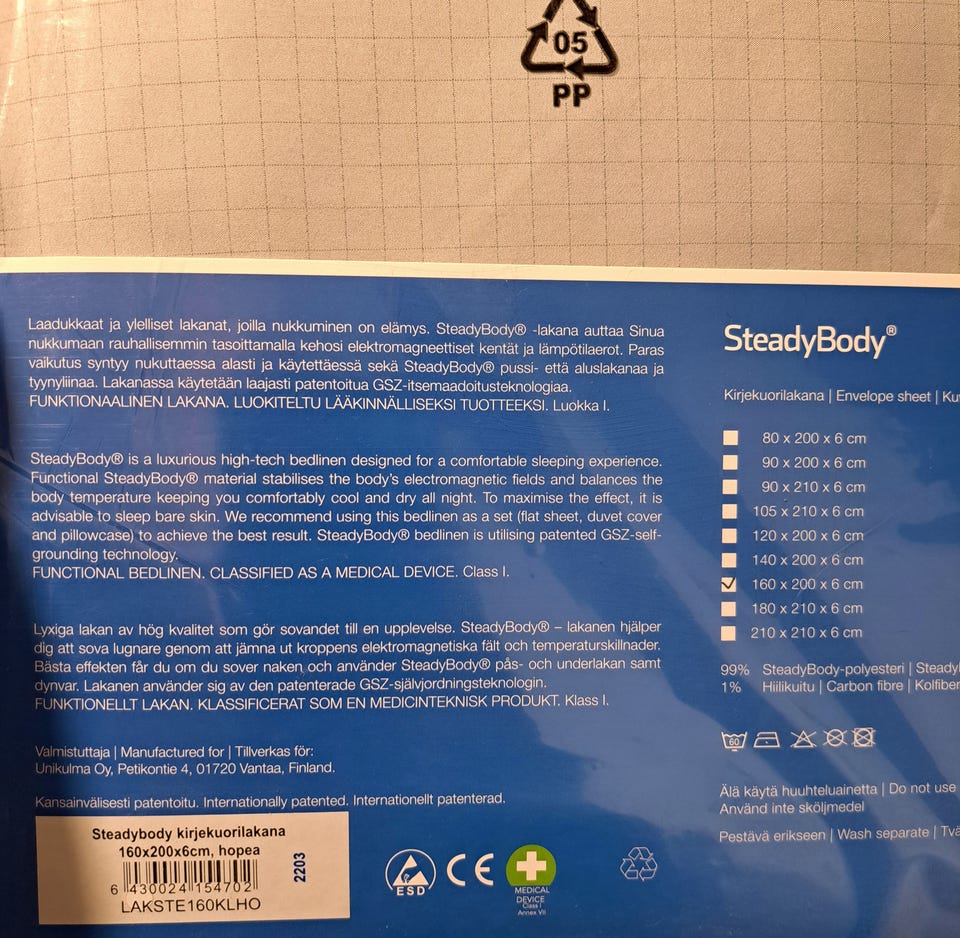 05
PP
Laadukkaat ja ylelliset lakanat, joilla nukkuminen on elämys. SteadyBody® -lakana auttaa Sinua
nukkumaan rauhallisemmin tasoittamalla kehosi elektromagneettiset kentät ja lämpötilaerot. Paras
vaikutus syntyy nukuttaessa alasti ja käytettäessä sekä SteadyBody® pussi- että aluslakanaa ja
tyynyliinaa. Lakanassa käytetään laajasti patentoitua GSZ-itsemaadoitusteknologiaa.
FUNKTIONAALINEN LAKANA. LUOKITELTU LÄÄKINNÄLLISEKSI TUOTTEEKSI. Luokka I.
SteadyBody® is a luxurious high-tech bedlinen designed for a comfortable sleeping experience.
Functional SteadyBody® material stabilises the body's electromagnetic fields and balances the
body temperature keeping you comfortably cool and dry all night. To maximise the effect, it is
advisable to sleep bare skin. We recommend using this bedlinen as a set (flat sheet, duvet cover
and pillowcase) to achieve the best result. SteadyBody® bedlinen is utilising patented GSZ-self-
grounding technology.
FUNCTIONAL BEDLINEN. CLASSIFIED AS A MEDICAL DEVICE. Class I.
Lyxiga lakan av hög kvalitet som gör sovandet till en upplevelse. SteadyBody® – lakanen hjälper
dig att sova lugnare genom att jämna ut kroppens elektromagnetiska fält och temperaturskillnader.
Bästa effekten får du om du sover naken och använder SteadyBody® pås- och underlakan samt
dynvar. Lakanen använder sig av den patenterade GSZ-självjordningsteknologin.
FUNKTIONELLT LAKAN. KLASSIFICERAT SOM EN MEDICINTEKNISK PRODUKT. Klass I.
Valmistuttaja | Manufactured for | Tillverkas för:
Unikulma Oy, Petikontie 4, 01720 Vantaa, Finland.
Kansainvälisesti patentoitu. Internationally patented. Internationellt patenterad.
Steadybody kirjekuorilakana
160x200x6cm, hopea
6 430024 154702
LAKSTE160KLHO
2203
ESD
CE
MEDICAL
DEVICE
Class I
Annex VII
SteadyBody®
Kirjekuorilakana | Envelope sheet | Ku
80 x 200 x 6 cm
90 x 200 x 6 cm
90 x 210 x 6 cm
105 x 210 x 6 cm
120 x 200 x 6 cm
140 x 200 x 6 cm
160 x 200 x 6 cm
180 x 210 x 6 cm
210 x 210 x 6 cm
99% SteadyBody-polyesteri | Steady
1% Hiilikuitu | Carbon fibre | Kolfiber
60
Älä käytä huuhteluainetta | Do not use
Använd inte sköljmedel
Pestävä erikseen | Wash separate | Tvä